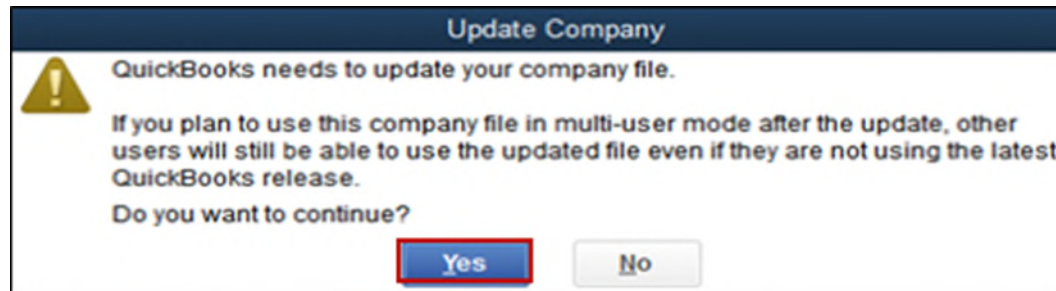 Update Company
QuickBooks needs to update your company file.
If you plan to use this company file in multi-user mode after the update, other
users will still be able to use the updated file even if they are not using the latest
QuickBooks release.
Do you want to continue?
Yes No